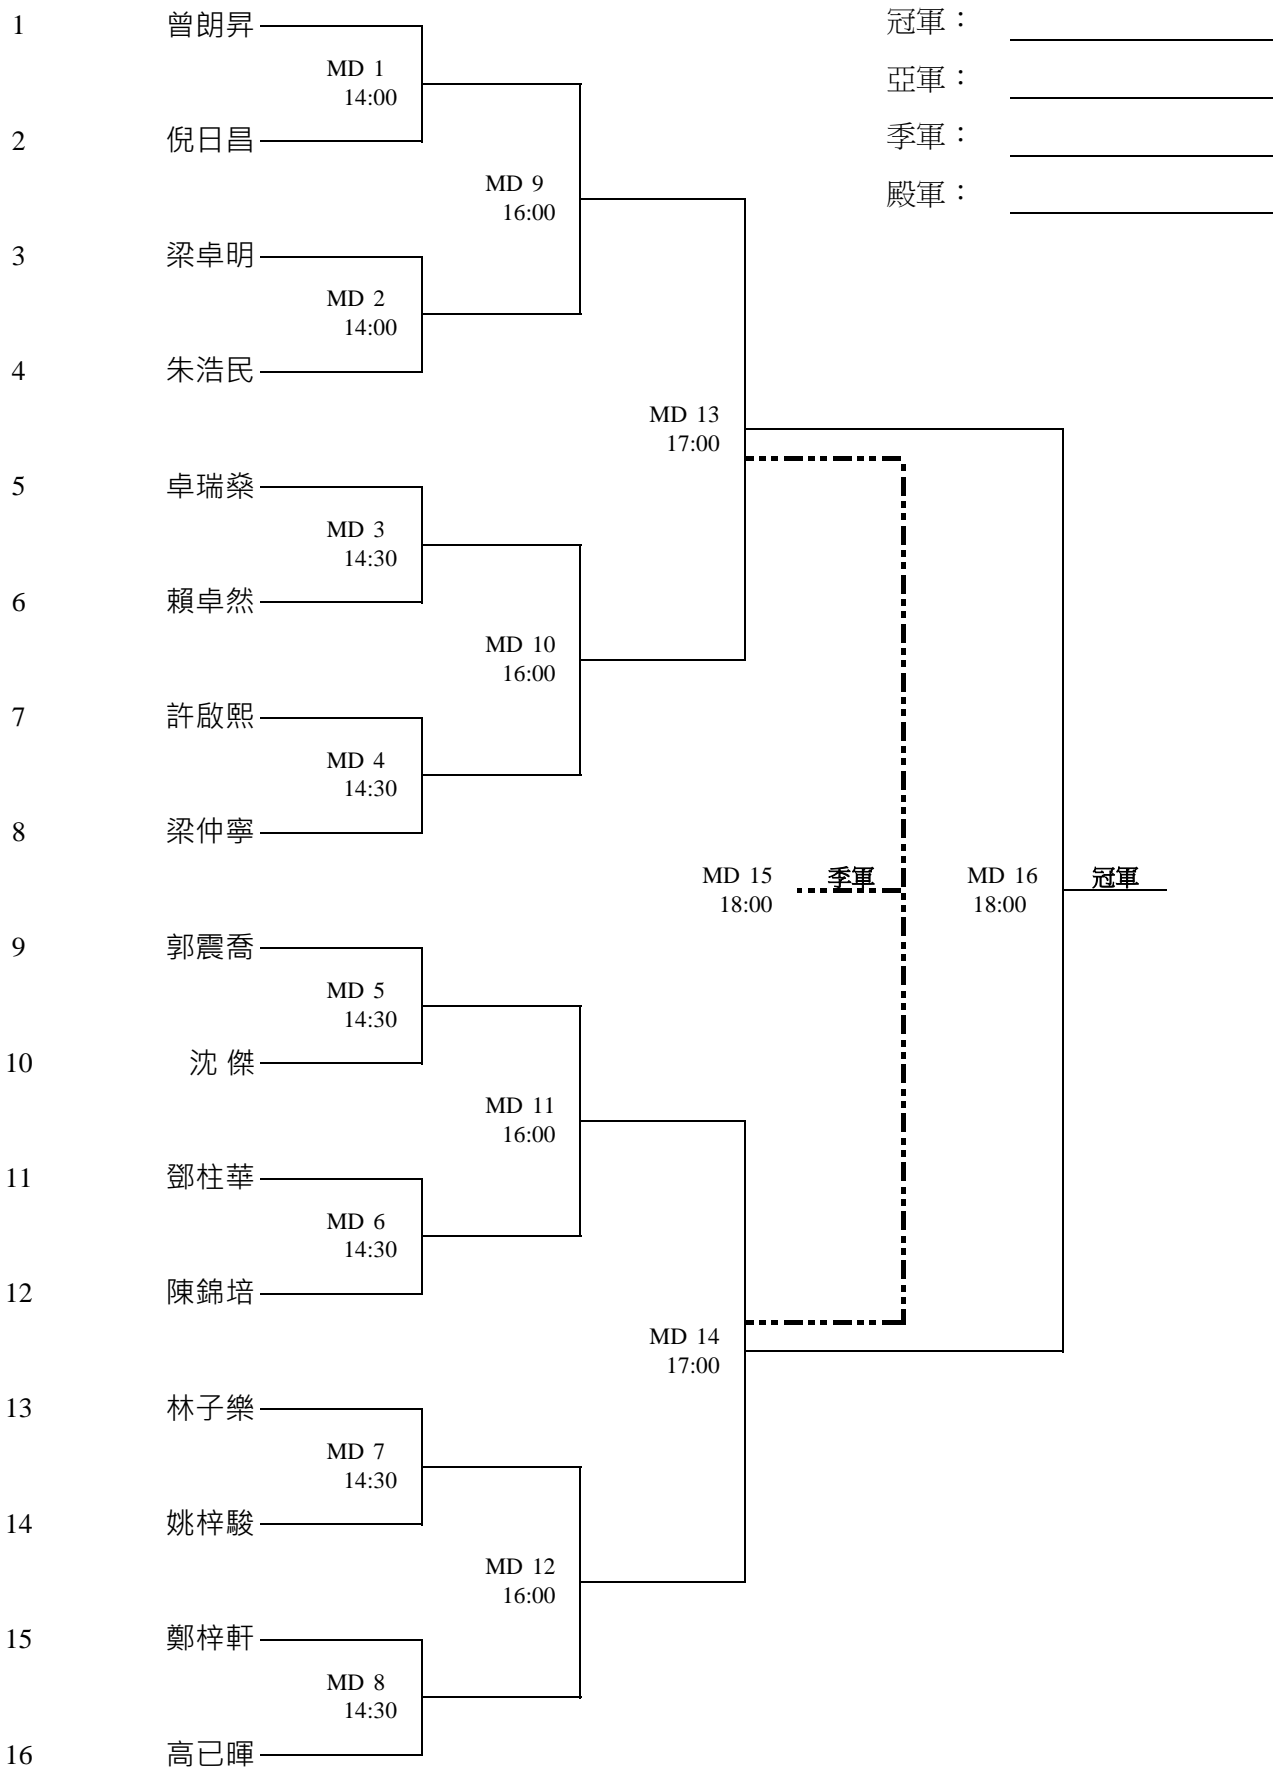 1 曾朗昇 冠軍：
MD 1
14:00
亞軍：
2 倪日昌 季軍：
MD 9
16:00
殿軍：
3 梁卓明
MD 2
14:00
4 朱浩民
MD 13
17:00
5 卓瑞燊
MD 3
14:30
6 賴卓然
MD 10
16:00
7 許啟熙
MD 4
14:30
8 梁仲寧
MD 15 季軍 MD 16 冠軍
18:00 18:00
9 郭震喬
MD 5
14:30
10 沈 傑
MD 11
16:00
11 鄧柱華
MD 6
14:30
12 陳錦培
MD 14
17:00
13 林子樂
MD 7
14:30
14 姚梓駿
MD 12
16:00
15 鄭梓軒
MD 8
14:30
16 高已暉